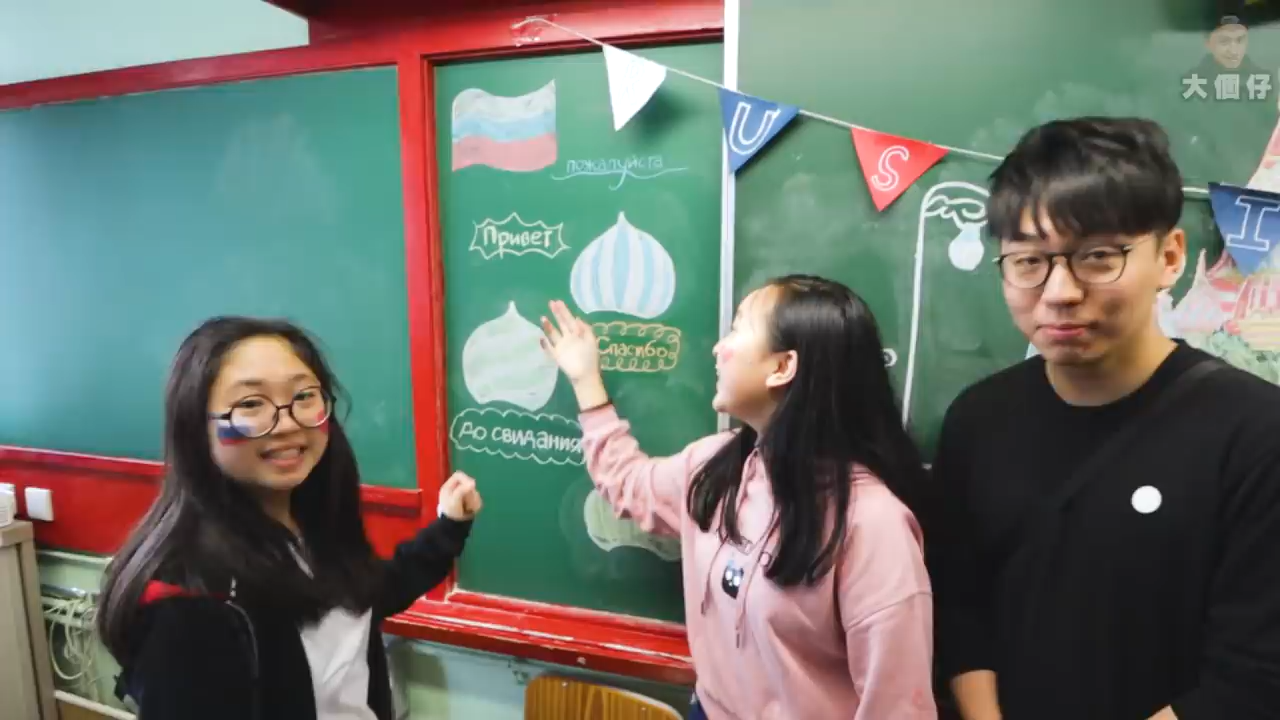 大個仔
U
S
I
пожалуйста
Привет
Спасибо
До свидания